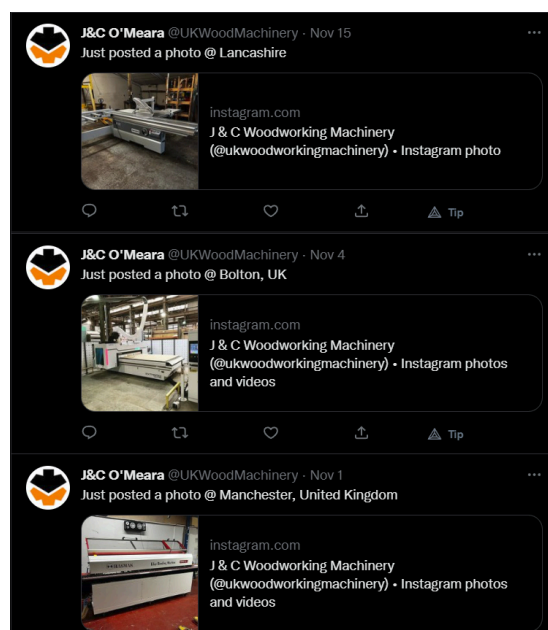 J&C O'Meara @UKWoodMachinery · Nov 15
Just posted a photo @ Lancashire
instagram.com
J & C Woodworking Machinery
(@ukwoodworkingmachinery) • Instagram photo
Tip
J&C O'Meara @UKWoodMachinery · Nov 4
Just posted a photo @ Bolton, UK
instagram.com
J & C Woodworking Machinery
(@ukwoodworkingmachinery) • Instagram photos
and videos
Tip
J&C O'Meara @UKWoodMachinery · Nov 1
Just posted a photo @ Manchester, United Kingdom
instagram.com
J & C Woodworking Machinery
(@ukwoodworkingmachinery) • Instagram photos
and videos